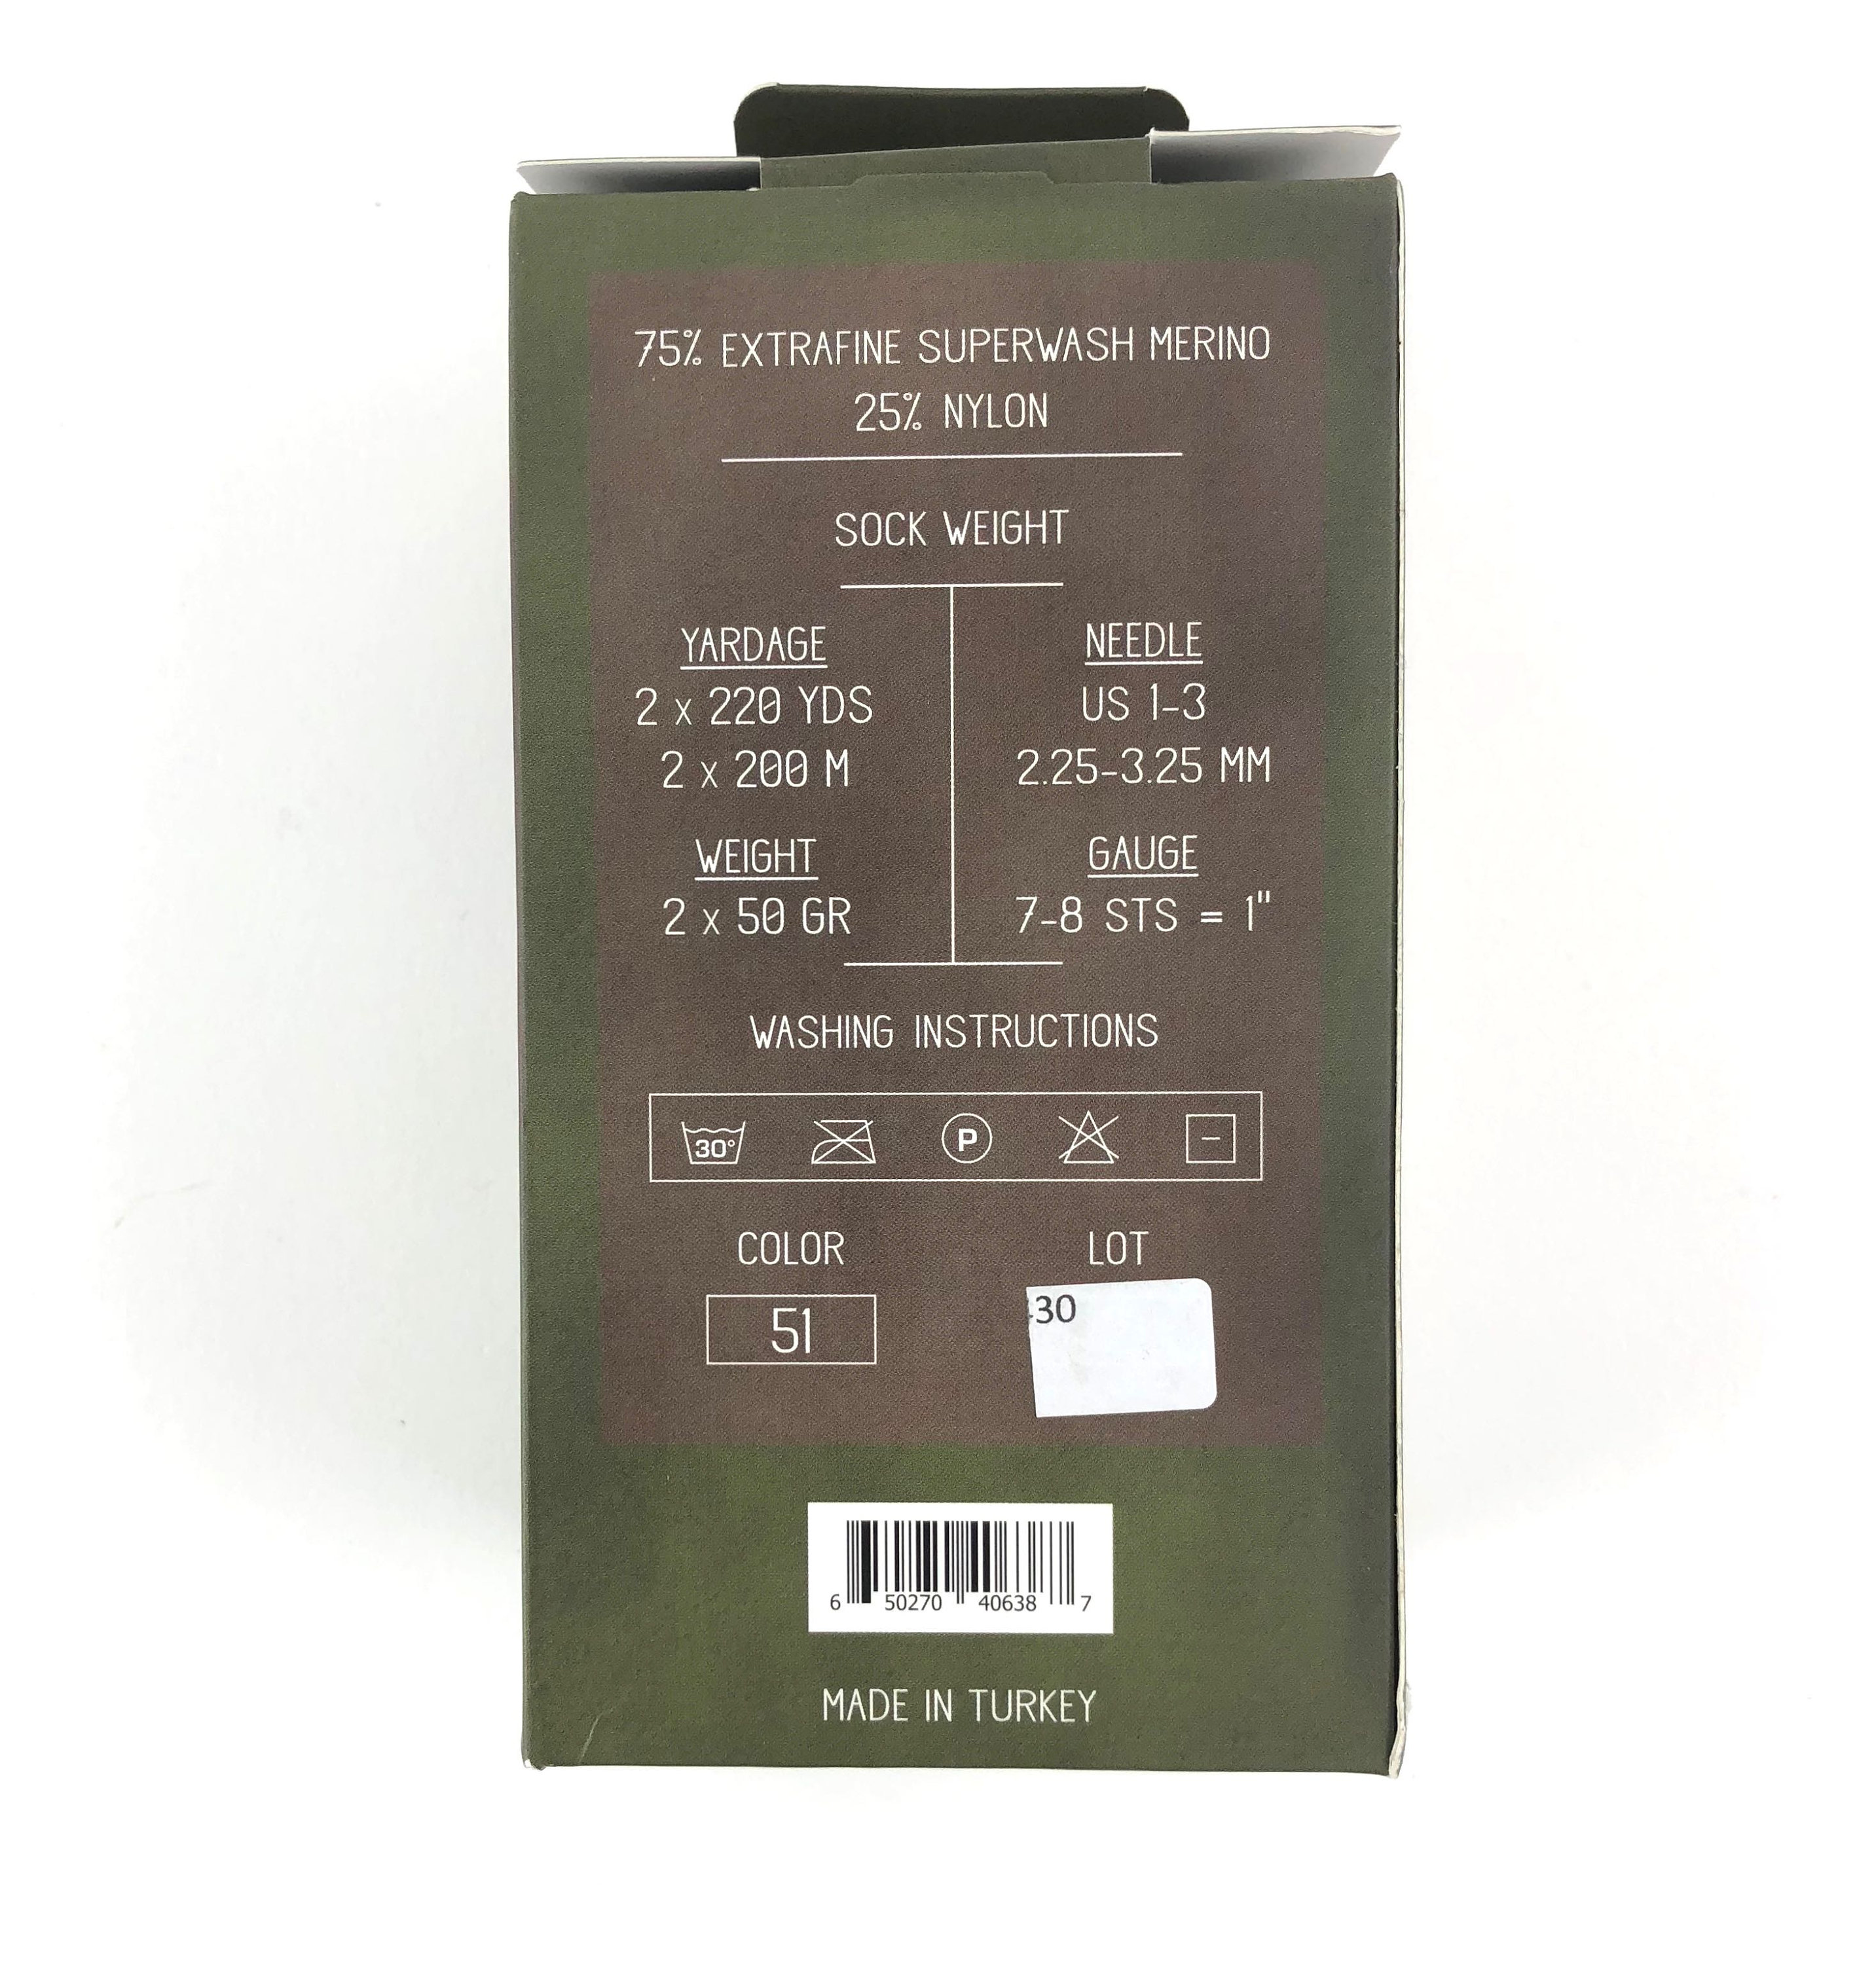 75% EXTRAFINE SUPERWASH MERINO
25% NYLON
SOCK WEIGHT
YARDAGE
2 x 220 YDS
2 x 200 M
WEIGHT
2 x 50 GR
NEEDLE
US 1-3
2.25-3.25 MM
GAUGE
7-8 STS = 1"
WASHING INSTRUCTIONS
30° P
COLOR
51
LOT
30
6 50270 40638 7
MADE IN TURKEY